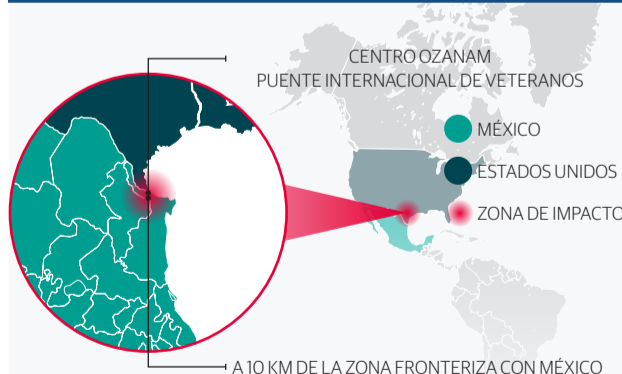 CENTRO OZANAM
PUENTE INTERNACIONAL DE VETERANOS
MÉXICO
ESTADOS UNIDOS
ZONA DE IMPACTO
A 10 KM DE LA ZONA FRONTERIZA CON MÉXICO